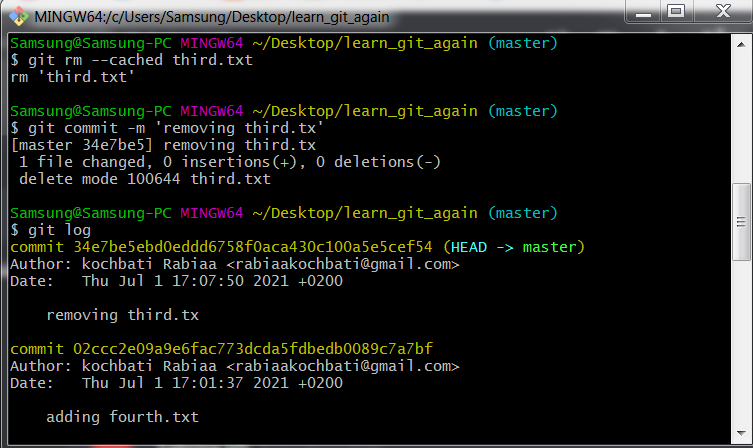 MINGW64:/c/Users/Samsung/Desktop/learn_git_again
Samsung@Samsung-PC MINGW64 ~/Desktop/learn_git_again (master)
$ git rm --cached third.txt
rm 'third.txt'
Samsung@Samsung-PC MINGW64 ~/Desktop/learn_git_again (master)
$ git commit -m 'removing third.tx'
[master 34e7be5] removing third.tx
 1 file changed, 0 insertions(+), 0 deletions(-)
 delete mode 100644 third.txt
Samsung@Samsung-PC MINGW64 ~/Desktop/learn_git_again (master)
$ git log
commit 34e7be5ebd0eddd6758f0aca430c100a5e5cef54 (HEAD -> master)
Author: kochbati Rabiaa <rabiaakochbati@gmail.com>
Date:   Thu Jul 1 17:07:50 2021 +0200
    removing third.tx
commit 02ccc2e09a9e6fac773dcda5fdbedb0089c7a7bf
Author: kochbati Rabiaa <rabiaakochbati@gmail.com>
Date:   Thu Jul 1 17:01:37 2021 +0200
    adding fourth.txt